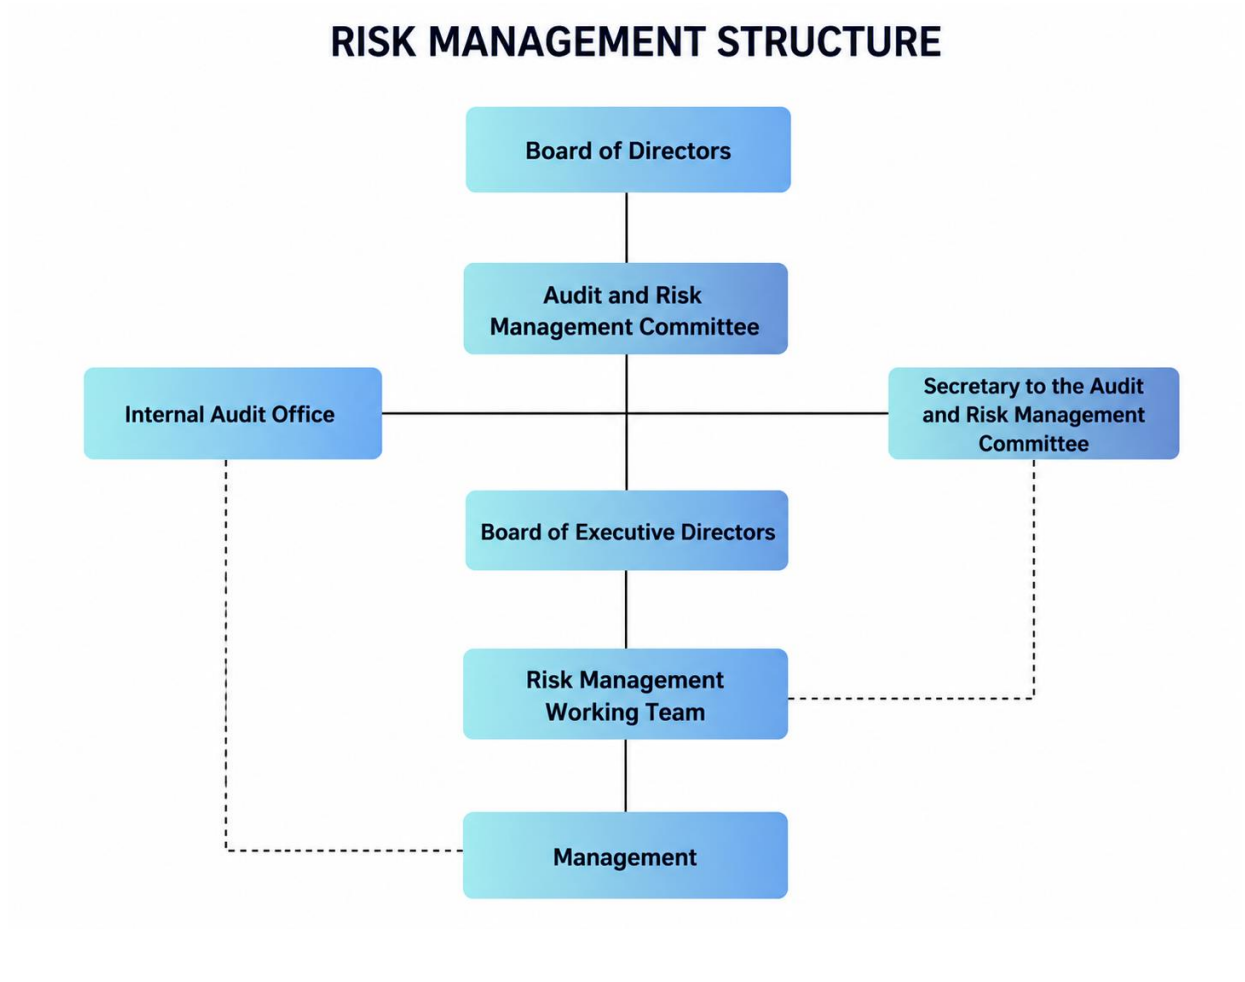 RISK MANAGEMENT STRUCTURE
Board of Directors
Audit and Risk
Management Committee
Internal Audit Office
Secretary to the Audit
and Risk Management
Committee
Board of Executive Directors
Risk Management
Working Team
Management